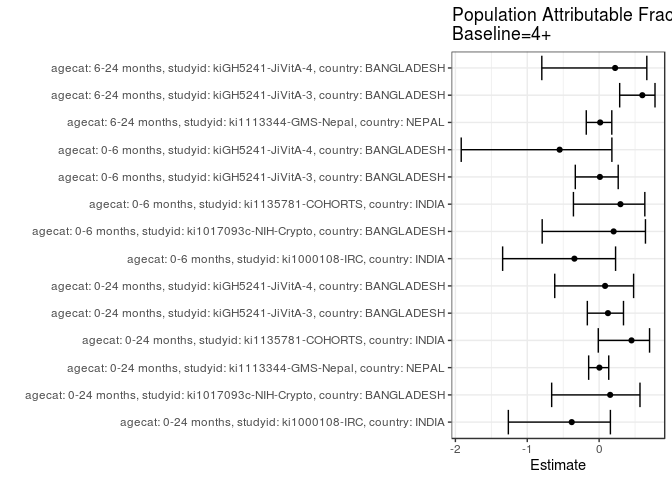 Population Attributable Frac
Baseline=4+
agecat: 6-24 months, studyid: kiGH5241-JiVitA-4, country: BANGLADESH
agecat: 6-24 months, studyid: kiGH5241-JiVitA-3, country: BANGLADESH
agecat: 6-24 months, studyid: ki1113344-GMS-Nepal, country: NEPAL
agecat: 0-6 months, studyid: kiGH5241-JiVitA-4, country: BANGLADESH
agecat: 0-6 months, studyid: kiGH5241-JiVitA-3, country: BANGLADESH
agecat: 0-6 months, studyid: ki1135781-COHORTS, country: INDIA
agecat: 0-6 months, studyid: ki1017093c-NIH-Crypto, country: BANGLADESH
agecat: 0-6 months, studyid: ki1000108-IRC, country: INDIA
agecat: 0-24 months, studyid: kiGH5241-JiVitA-4, country: BANGLADESH
agecat: 0-24 months, studyid: kiGH5241-JiVitA-3, country: BANGLADESH
agecat: 0-24 months, studyid: ki1135781-COHORTS, country: INDIA
agecat: 0-24 months, studyid: ki1113344-GMS-Nepal, country: NEPAL
agecat: 0-24 months, studyid: ki1017093c-NIH-Crypto, country: BANGLADESH
agecat: 0-24 months, studyid: ki1000108-IRC, country: INDIA
-2 -1 0
Estimate